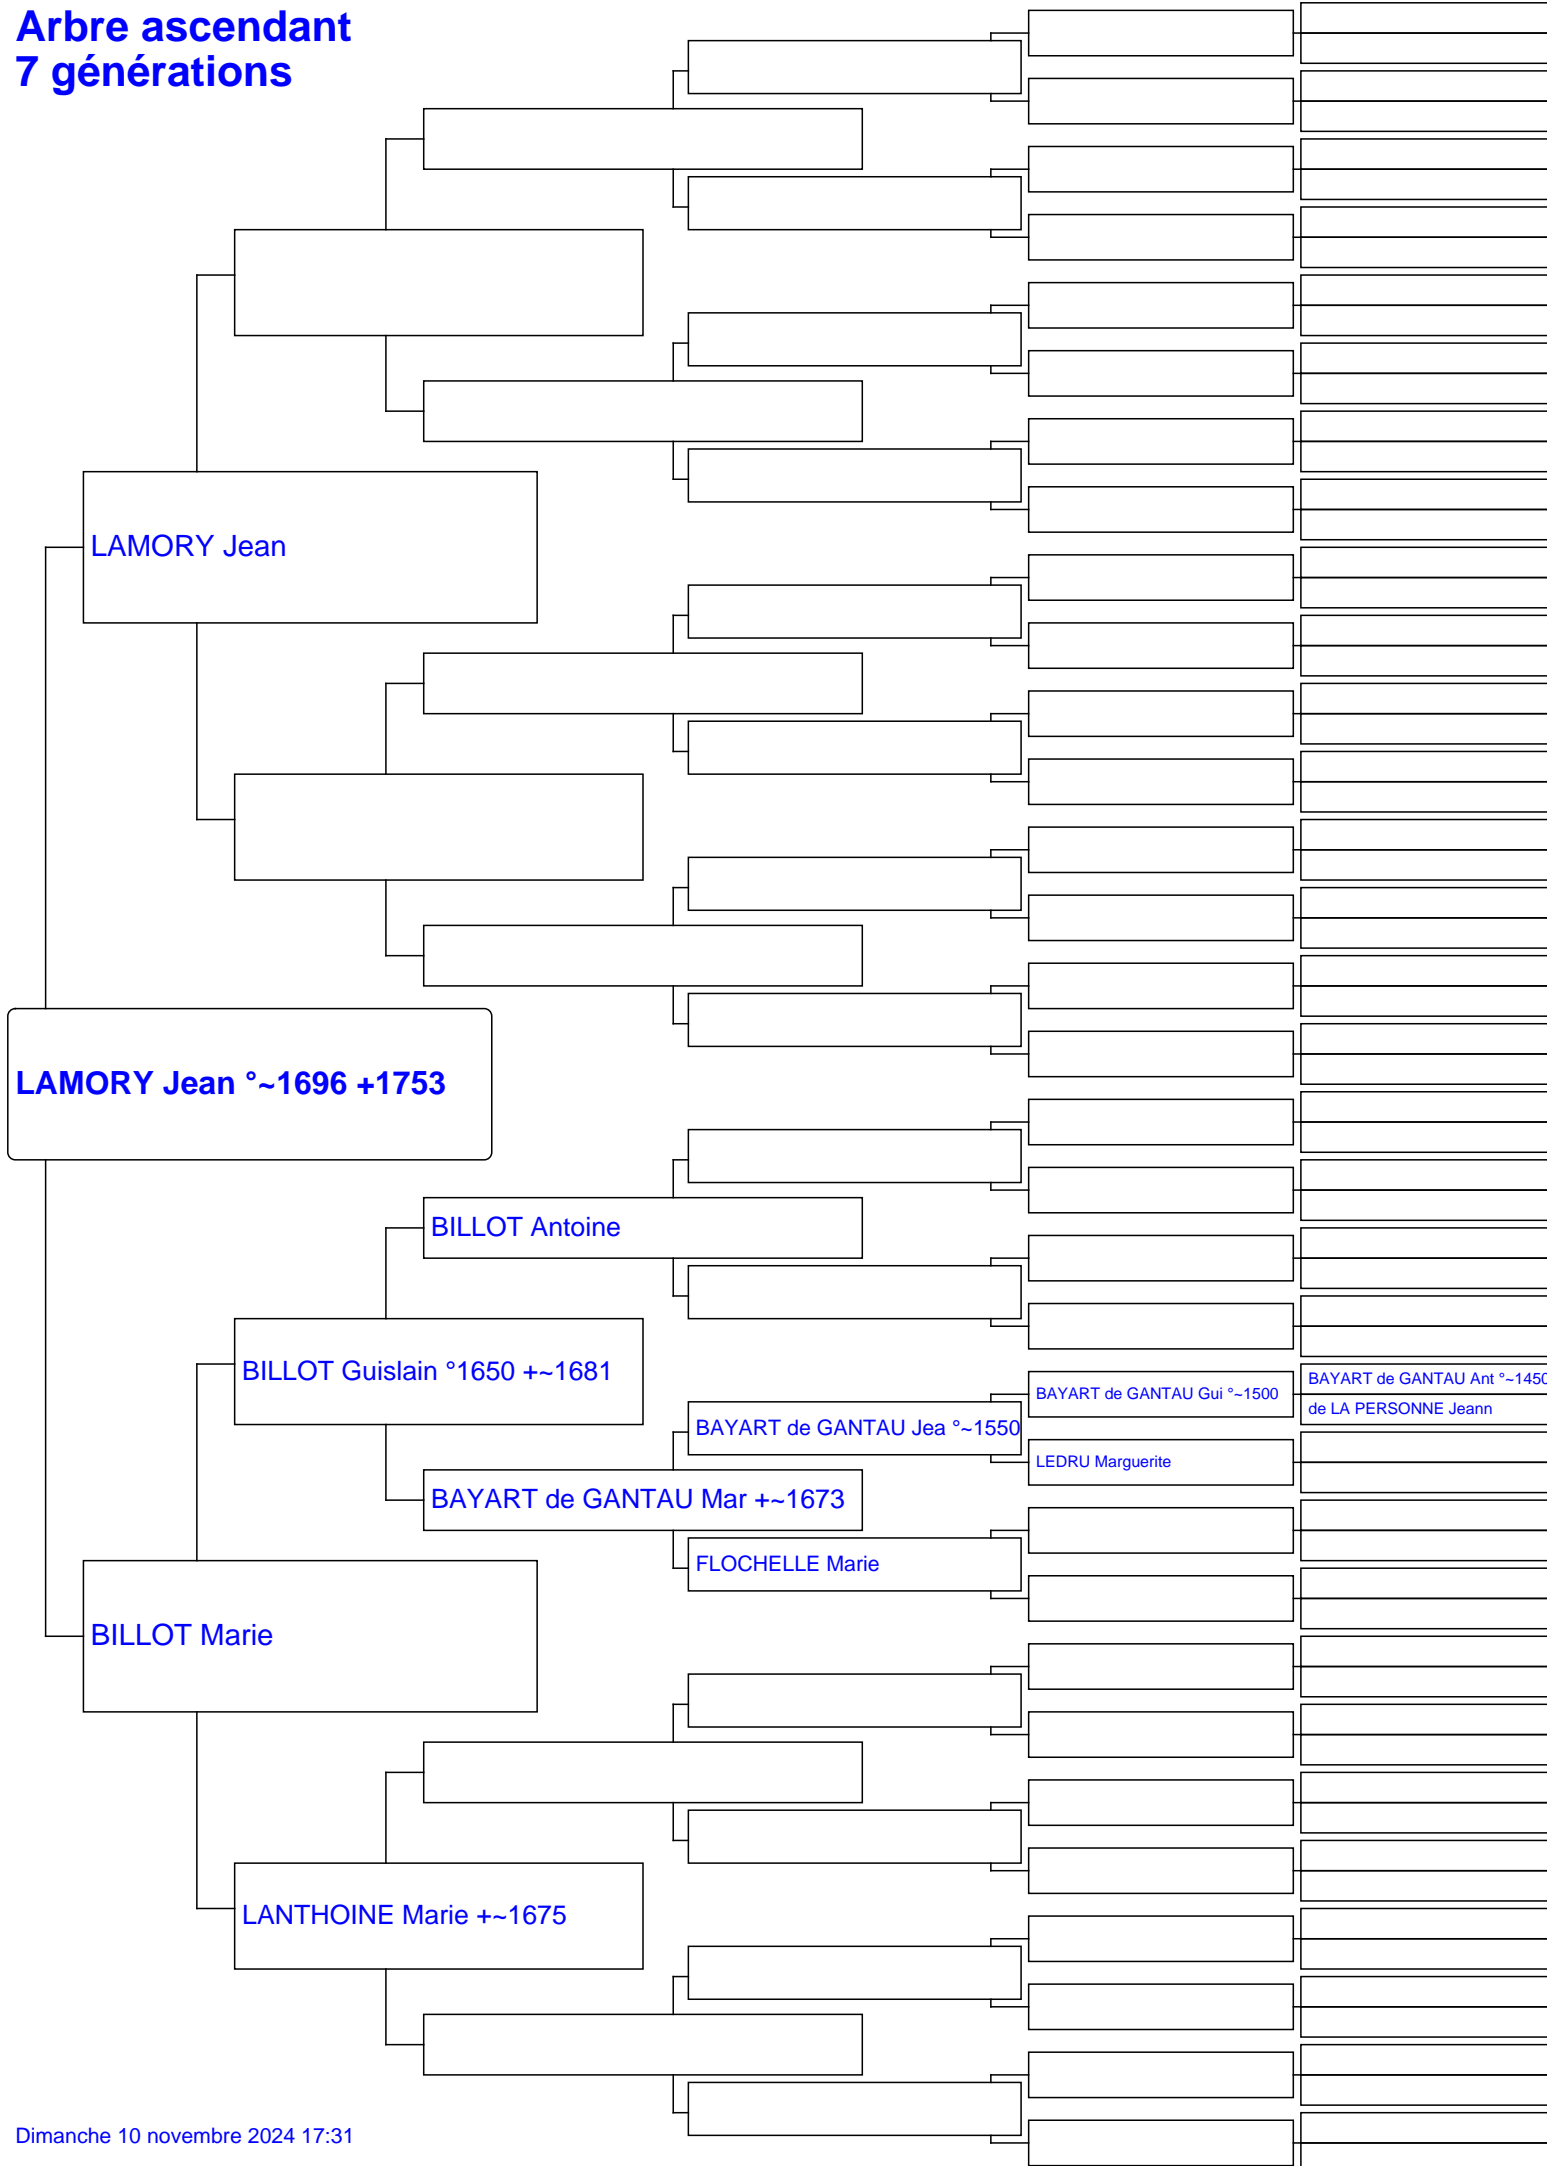 Arbre ascendant
7 générations
LAMORY Jean
LAMORY Jean °~1696 +1753
BILLOT Antoine
BILLOT Guislain °1650 +~1681
BAYART de GANTAU Gui °~1500
BAYART de GANTAU Ant °~1450
de LA PERSONNE Jeann
BAYART de GANTAU Jea °~1550
LEDRU Marguerite
BAYART de GANTAU Mar +~1673
FLOCHELLE Marie
BILLOT Marie
LANTHOINE Marie +~1675
Dimanche 10 novembre 2024 17:31